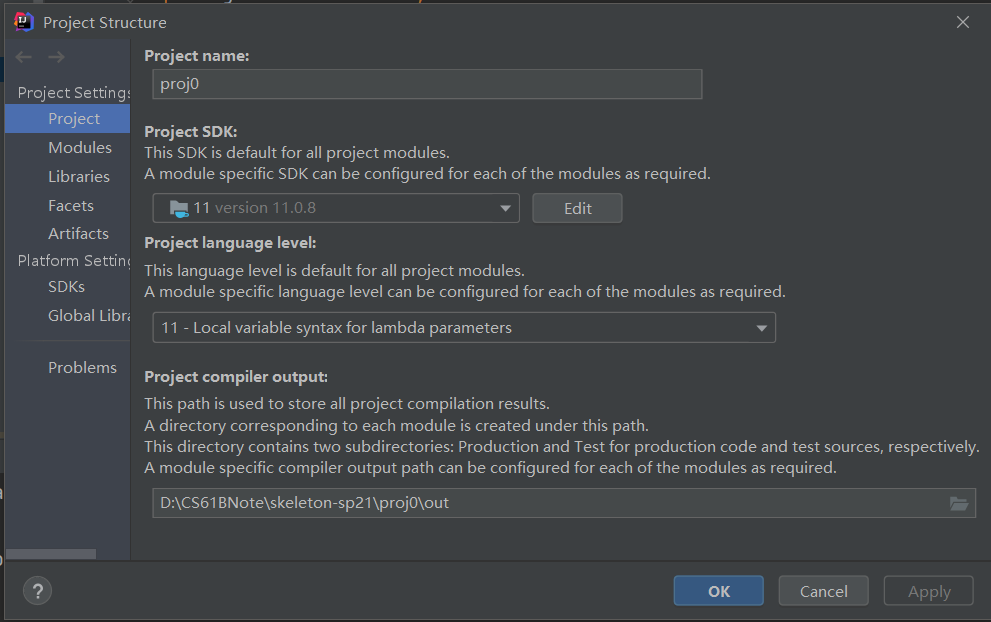 Project Structure
Project name:
proj0
Project Settings
Project
Modules
Libraries
Facets
Artifacts
Platform Setting
SDKs
Global Libra
Problems
Project SDK:
This SDK is default for all project modules.
A module specific SDK can be configured for each of the modules as required.
11 version 11.0.8
Edit
Project language level:
This language level is default for all project modules.
A module specific language level can be configured for each of the modules as required.
11 - Local variable syntax for lambda parameters
Project compiler output:
This path is used to store all project compilation results.
A directory corresponding to each module is created under this path.
This directory contains two subdirectories: Production and Test for production code and test sources, respectively.
A module specific compiler output path can be configured for each of the modules as required.
D:\CS61BNote\skeleton-sp21\proj0\out
?
OK
Cancel
Apply